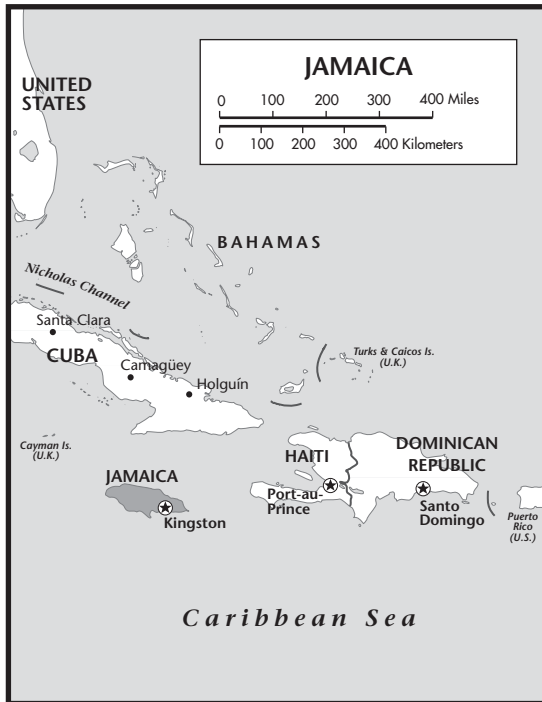 JAMAICA
0 100 200 300 400 Miles
0 100 200 300 400 Kilometers
UNITED
STATES
BAHAMAS
Nicholas Channel
Santa Clara
CUBA
Camagüey
Holguín
Turks & Caicos Is.
(U.K.)
Cayman Is.
(U.K.)
JAMAICA
Kingston
HAITI
Port-au-
Prince
DOMINICAN
REPUBLIC
Santo
Domingo
Puerto
Rico
(U.S.)
Caribbean Sea